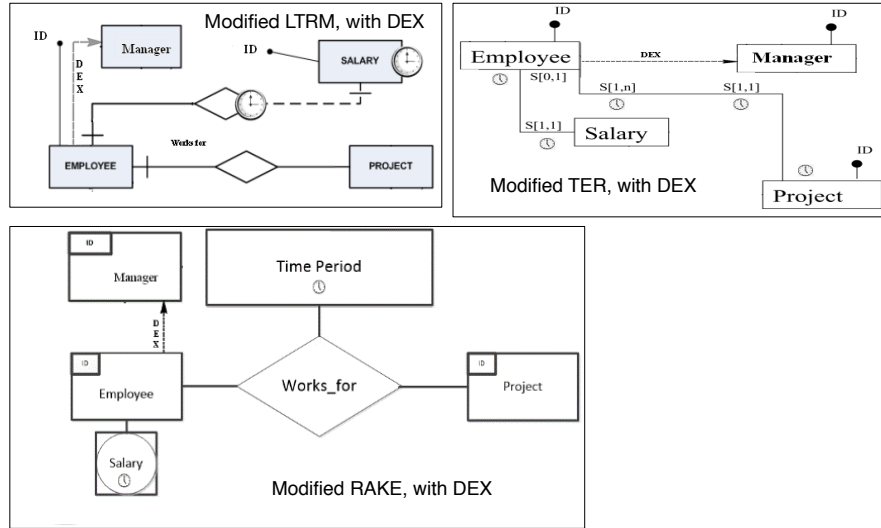 Modified LTRM, with DEX
ID
Manager
DEX
ID
SALARY
Works for
EMPLOYEE
PROJECT
ID
ID
Employee
DEX
Manager
S[0,1]
S[1,n]
S[1,1]
S[1,1]
Salary
ID
Modified TER, with DEX
Project
ID
Manager
Time Period
DEX
ID
Employee
Works_for
ID
Project
Salary
Modified RAKE, with DEX